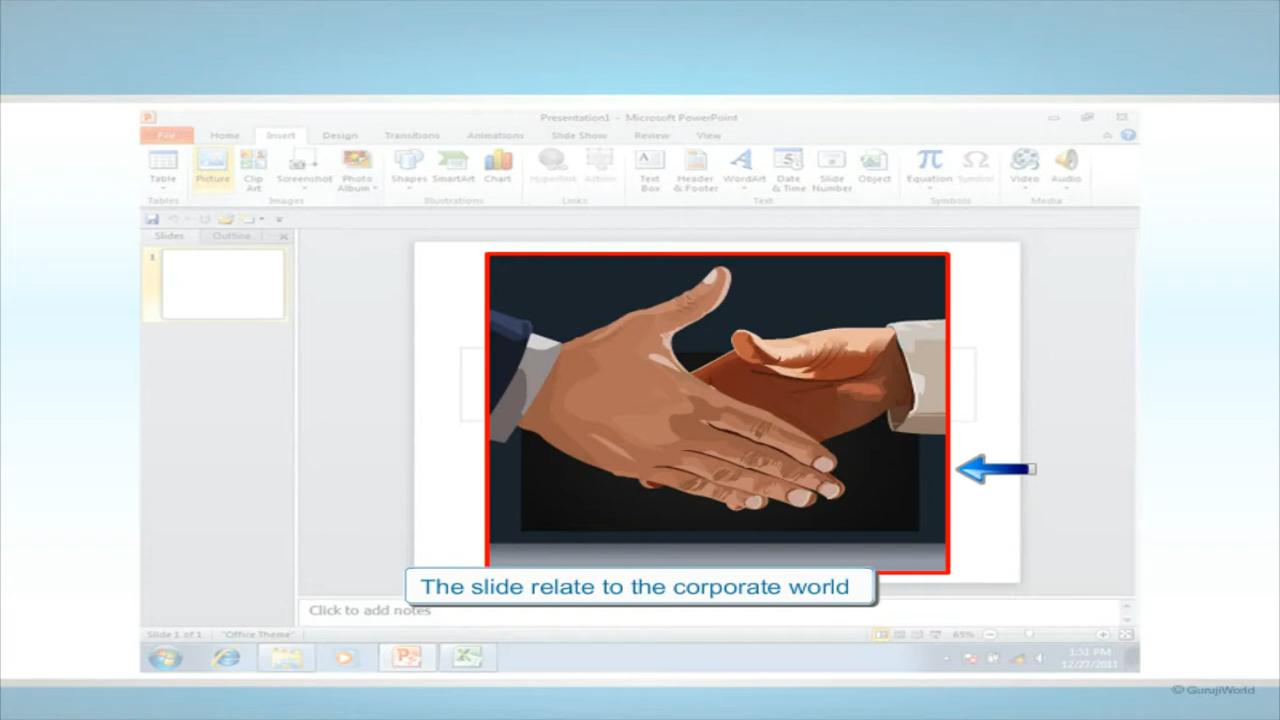 Presentation1 - Microsoft PowerPoint
File Home Insert Design Transitions Animations Slide Show Review View
Table Picture Clip Art Screenshot Photo Album Shapes SmartArt Chart Hyperlink Action Text Box Header & Footer WordArt Date & Time Slide Number Object Equation Symbol Video Audio
Tables Images Illustrations Links Text Symbols Media
Slides Outline
1
The slide relate to the corporate world
Click to add notes
Slide 1 of 1 "Office Theme" 65%
1:51 PM
12/27/2011
© GurujiWorld